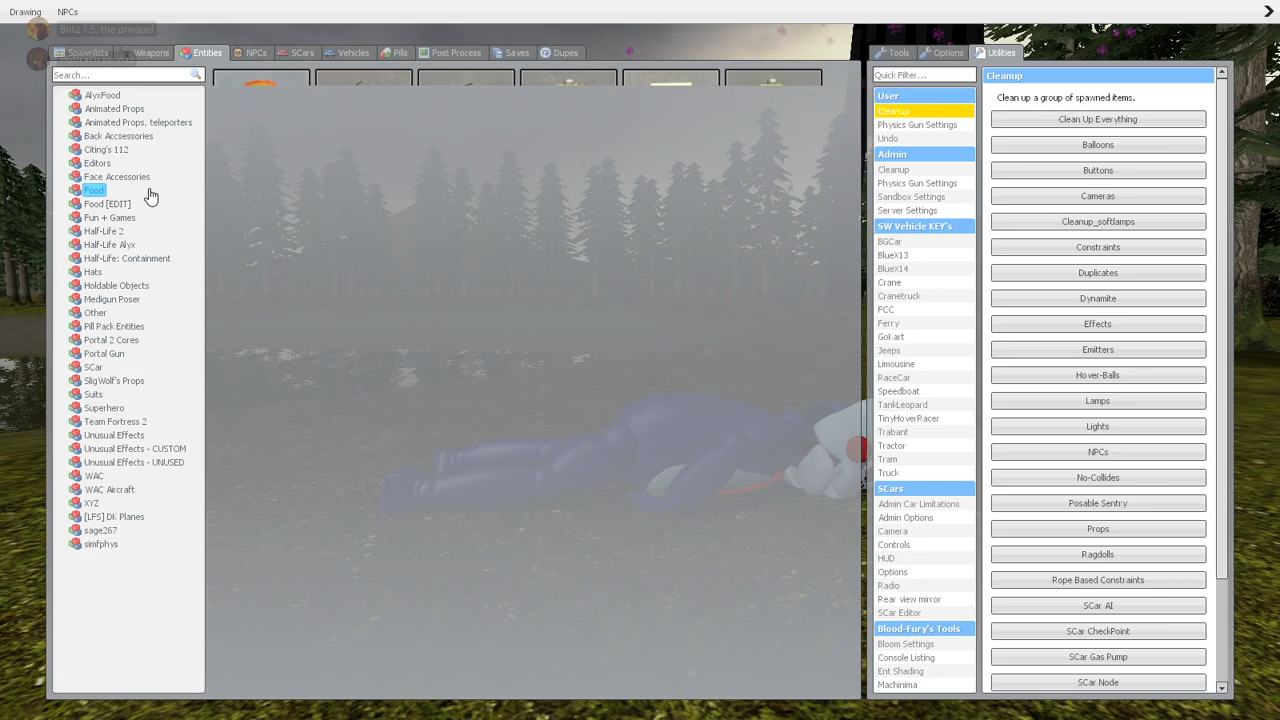 Drawing
NPCs
Blitz 1.5, the prequel
Spawnlists
Weapons
Entities
NPCs
SCars
Vehicles
Pills
Post Process
Saves
Dupes
Tools
Options
Utilities
Search...
AlyxFood
Animated Props
Animated Props, teleporters
Back Accsessories
Citing's 112
Editors
Face Accessories
Food
Food [EDIT]
Fun + Games
Half-Life 2
Half-Life Alyx
Half-Life: Containment
Hats
Holdable Objects
Medigun Poser
Other
Pill Pack Entities
Portal 2 Cores
Portal Gun
SCar
SligWolf's Props
Suits
Superhero
Team Fortress 2
Unusual Effects
Unusual Effects - CUSTOM
Unusual Effects - UNUSED
WAC
WAC Aircraft
XYZ
[LFS] DK Planes
sage267
simfphys
Quick Filter...
User
Cleanup
Physics Gun Settings
Undo
Admin
Cleanup
Physics Gun Settings
Sandbox Settings
Server Settings
SW Vehicle KEY's
BGCar
BlueX13
BlueX14
Crane
Cranetruck
FCC
Ferry
GoKart
Jeeps
Limousine
RaceCar
Speedboat
TankLeopard
TinyHoverRacer
Trabant
Tractor
Tram
Truck
SCars
Admin Car Limitations
Admin Options
Camera
Controls
HUD
Options
Radio
Rear view mirror
SCar Editor
Blood-Fury's Tools
Bloom Settings
Console Listing
Ent Shading
Machinima
Cleanup
Clean up a group of spawned items.
Clean Up Everything
Balloons
Buttons
Cameras
Cleanup_softlamps
Constraints
Duplicates
Dynamite
Effects
Emitters
Hover-Balls
Lamps
Lights
NPCs
No-Collides
Posable Sentry
Props
Ragdolls
Rope Based Constraints
SCar AI
SCar CheckPoint
SCar Gas Pump
SCar Node